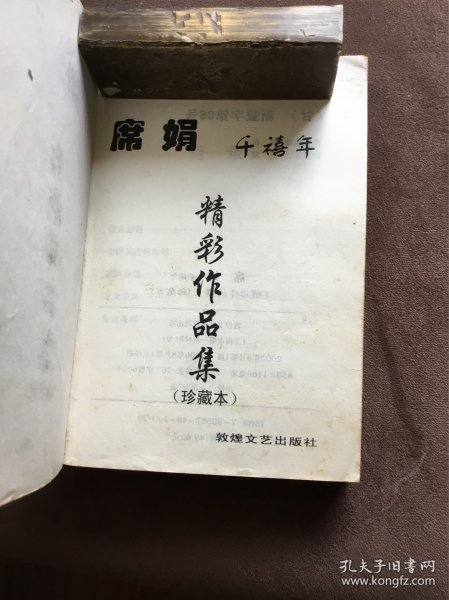 席娟 千禧年
精彩作品集
(珍藏本)
敦煌文艺出版社
孔夫子旧书网
www.kongfz.com